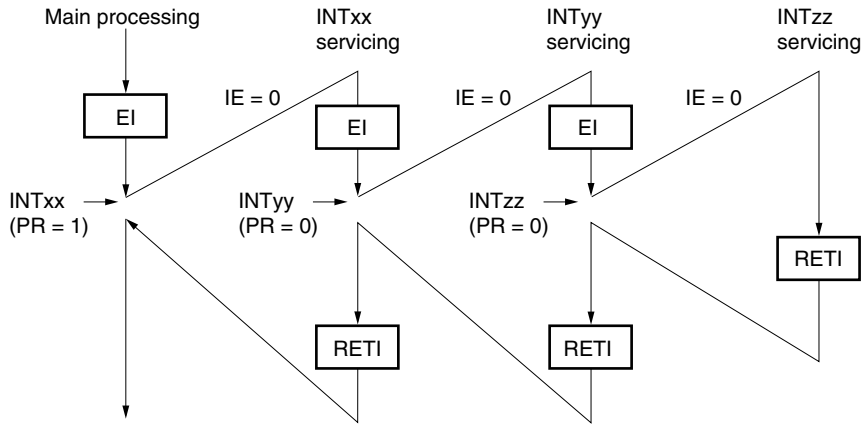 Main processing
INTxx
servicing
INTyy
servicing
INTzz
servicing
IE = 0
IE = 0
IE = 0
EI
EI
EI
INTxx
(PR = 1)
INTyy
(PR = 0)
INTzz
(PR = 0)
RETI
RETI
RETI